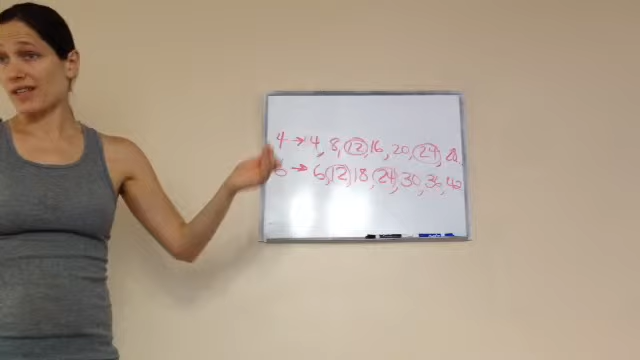 4 → 4, 8, 12, 16, 20, 24, 28
6 → 6, 12, 18, 24, 30, 36, 42